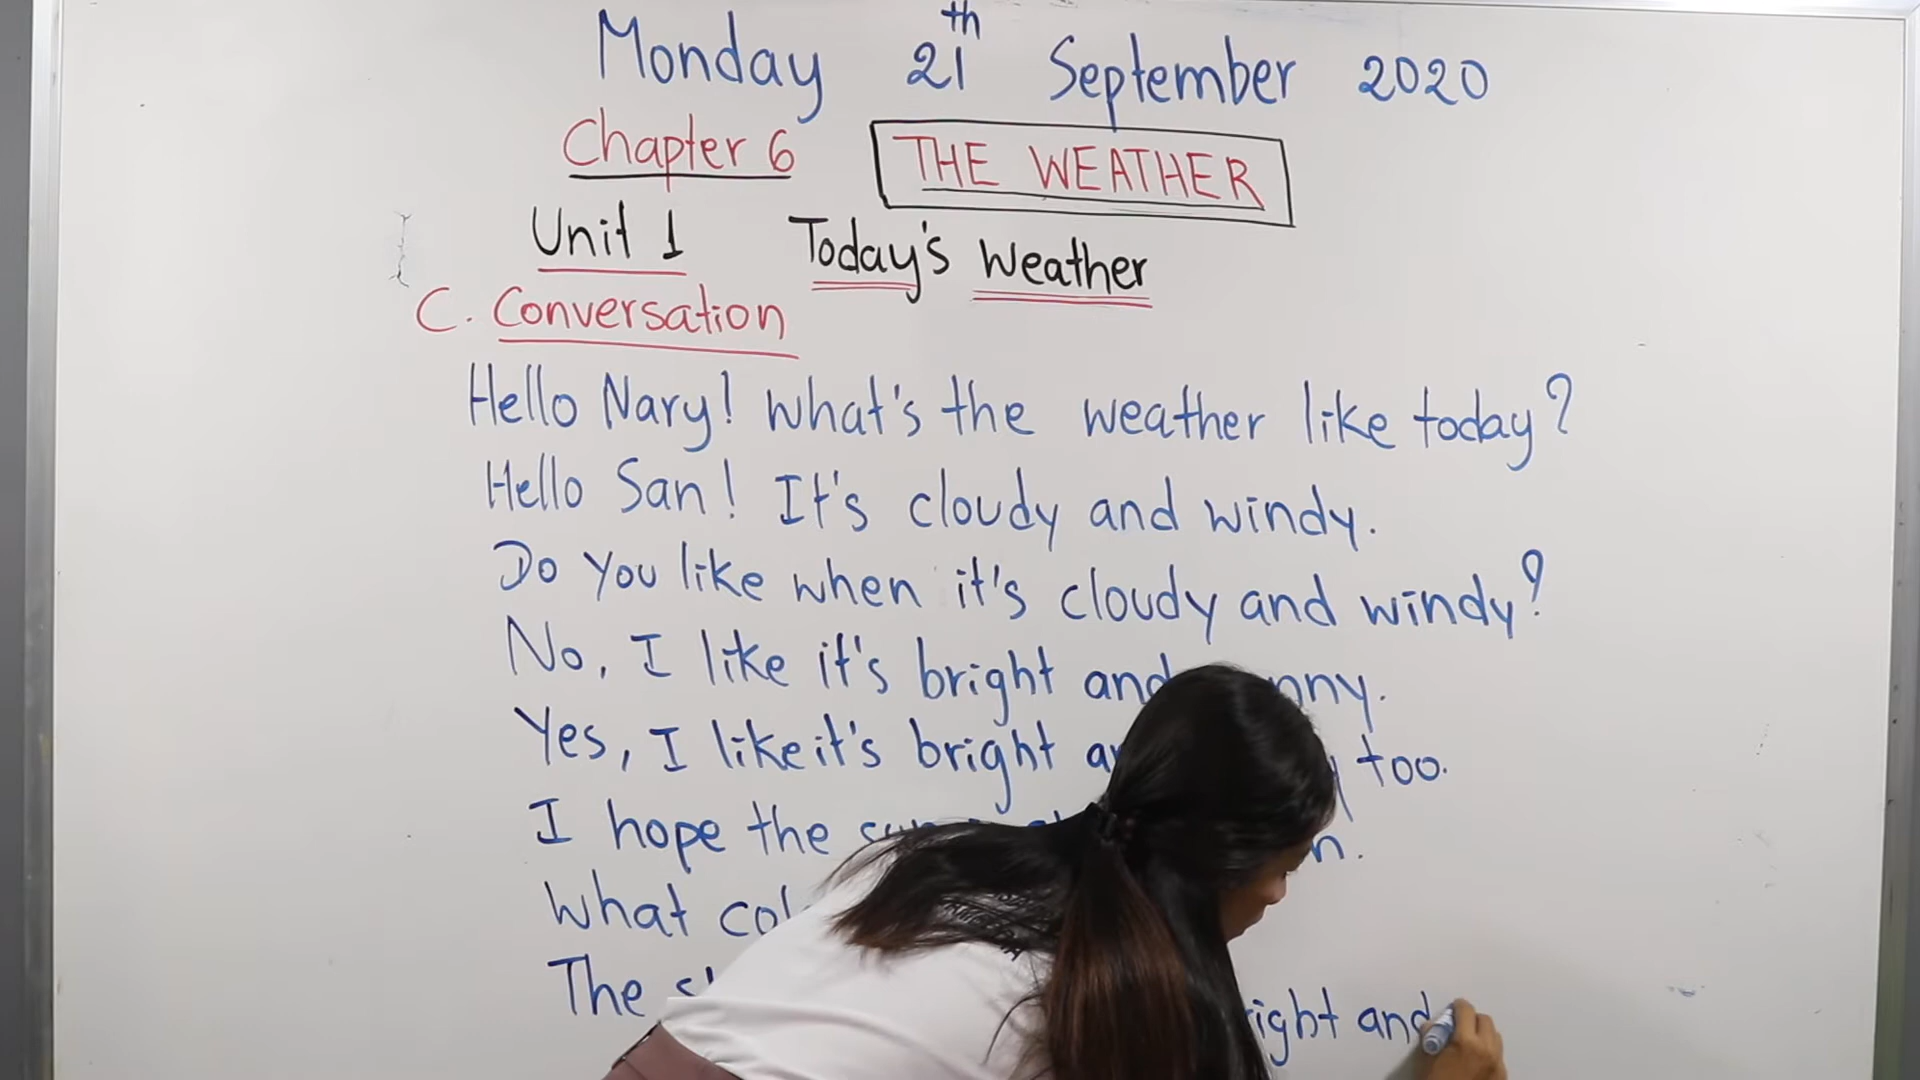 Monday 21th September 2020
Chapter 6 THE WEATHER
Unit 1 Today's Weather
C. Conversation
Hello Nary! What's the weather like today?
Hello San! It's cloudy and windy.
Do you like when it's cloudy and windy?
No, I like it's bright and
Yes, I like it's bright too.
I hope the
What
The and